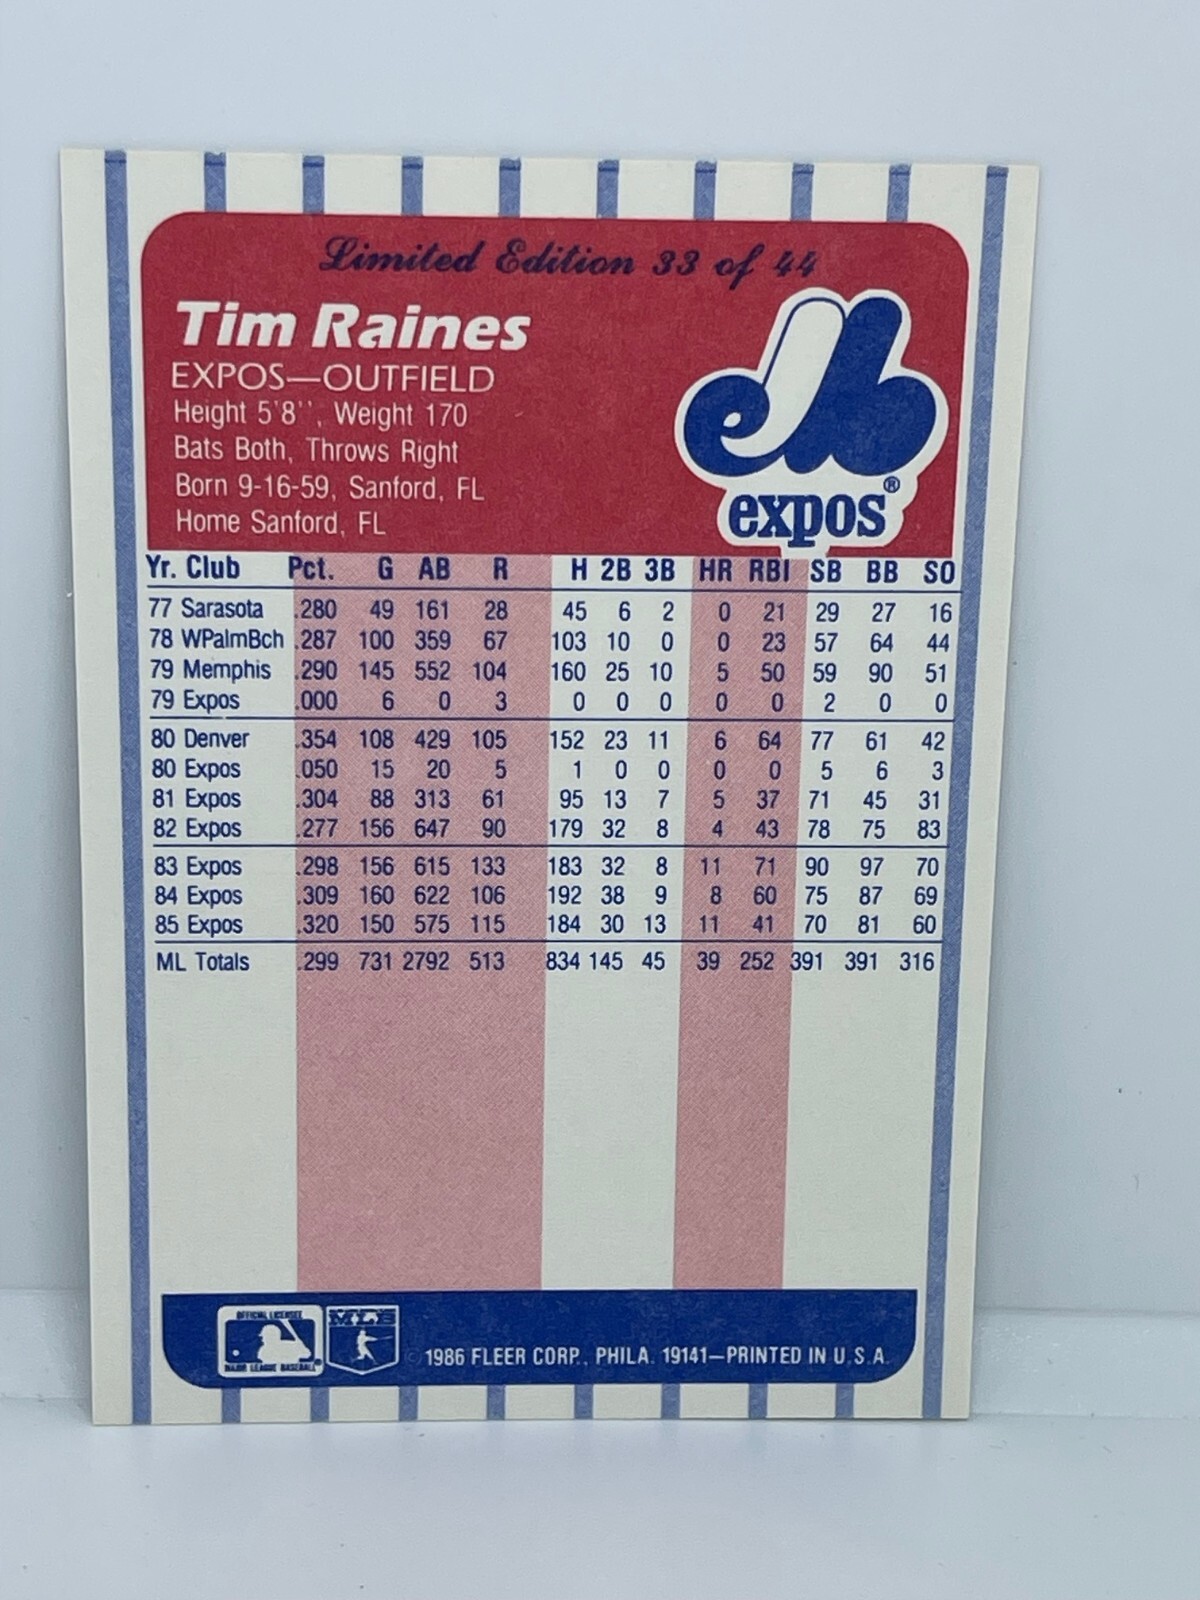 Limited Edition 33 of 44
Tim Raines
EXPOS—OUTFIELD
Height 5'8'', Weight 170
Bats Both, Throws Right
Born 9-16-59, Sanford, FL
Home Sanford, FL
expos®
Yr. Club Pct. G AB R H 2B 3B HR RBI SB BB SO
77 Sarasota .280 49 161 28 45 6 2 0 21 29 27 16
78 WPalmBch .287 100 359 67 103 10 0 0 23 57 64 44
79 Memphis .290 145 552 104 160 25 10 5 50 59 90 51
79 Expos .000 6 0 3 0 0 0 0 0 2 0 0
80 Denver .354 108 429 105 152 23 11 6 64 77 61 42
80 Expos .050 15 20 5 1 0 0 0 0 5 6 3
81 Expos .304 88 313 61 95 13 7 5 37 71 45 31
82 Expos .277 156 647 90 179 32 8 4 43 78 75 83
83 Expos .298 156 615 133 183 32 8 11 71 90 97 70
84 Expos .309 160 622 106 192 38 9 8 60 75 87 69
85 Expos .320 150 575 115 184 30 13 11 41 70 81 60
ML Totals .299 731 2792 513 834 145 45 39 252 391 391 316
OFFICIAL LICENSEE
MAJOR LEAGUE BASEBALL®
MLB
© 1986 FLEER CORP., PHILA. 19141—PRINTED IN U.S.A.